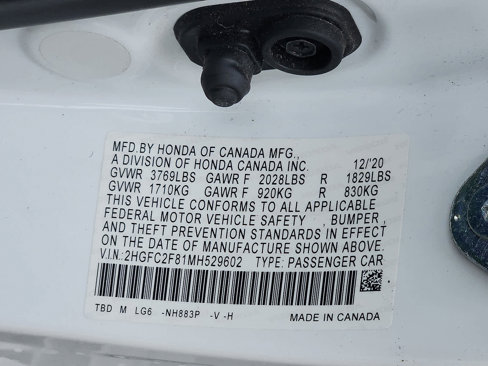 MFD.BY HONDA OF CANADA MFG.,
A DIVISION OF HONDA CANADA INC. 12/'20
GVWR 3769LBS GAWR F 2028LBS R 1829LBS
GVWR 1710KG GAWR F 920KG R 830KG
THIS VEHICLE CONFORMS TO ALL APPLICABLE
FEDERAL MOTOR VEHICLE SAFETY , BUMPER,
AND THEFT PREVENTION STANDARDS IN EFFECT
ON THE DATE OF MANUFACTURE SHOWN ABOVE.
V.I.N.:2HGFC2F81MH529602 TYPE: PASSENGER CAR
TBD M LG6 -NH883P -V -H MADE IN CANADA